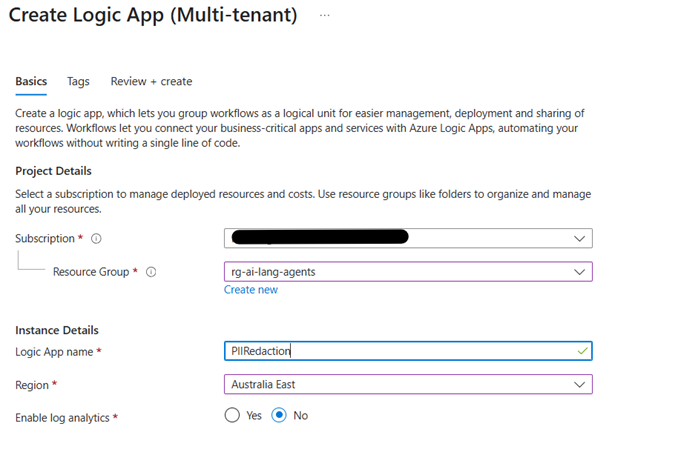 Create Logic App (Multi-tenant) ...
Basics Tags Review + create
Create a logic app, which lets you group workflows as a logical unit for easier management, deployment and sharing of
resources. Workflows let you connect your business-critical apps and services with Azure Logic Apps, automating your
workflows without writing a single line of code.
Project Details
Select a subscription to manage deployed resources and costs. Use resource groups like folders to organize and manage
all your resources.
Subscription *
Resource Group * rg-ai-lang-agents
Create new
Instance Details
Logic App name * PIIRedaction
Region * Australia East
Enable log analytics * Yes No